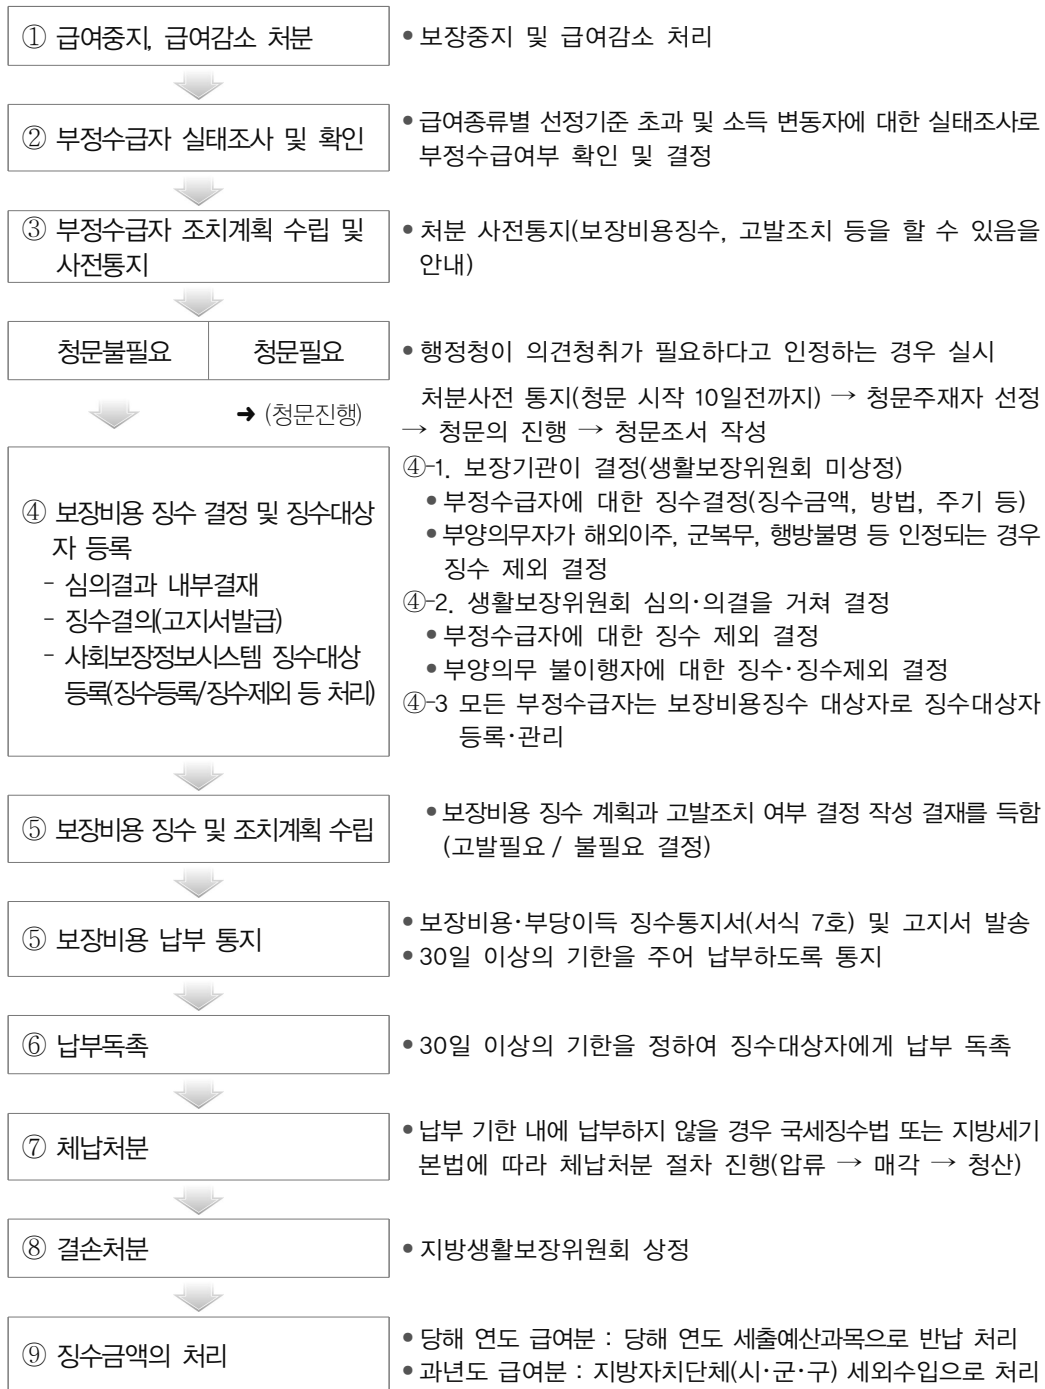 ① 급여중지, 급여감소 처분
• 보장중지 및 급여감소 처리
② 부정수급자 실태조사 및 확인
• 급여종류별 선정기준 초과 및 소득 변동자에 대한 실태조사로
부정수급여부 확인 및 결정
③ 부정수급자 조치계획 수립 및
사전통지
• 처분 사전통지(보장비용징수, 고발조치 등을 할 수 있음을
안내)
청문불필요
청문필요
• 행정청이 의견청취가 필요하다고 인정하는 경우 실시
➜ (청문진행)
처분사전 통지(청문 시작 10일전까지) → 청문주재자 선정
→ 청문의 진행 → 청문조서 작성
④ 보장비용 징수 결정 및 징수대상
자 등록
- 심의결과 내부결재
- 징수결의(고지서발급)
- 사회보장정보시스템 징수대상
등록(징수등록/징수제외 등 처리)
④-1. 보장기관이 결정(생활보장위원회 미상정)
• 부정수급자에 대한 징수결정(징수금액, 방법, 주기 등)
• 부양의무자가 해외이주, 군복무, 행방불명 등 인정되는 경우
징수 제외 결정
④-2. 생활보장위원회 심의·의결을 거쳐 결정
• 부정수급자에 대한 징수 제외 결정
• 부양의무 불이행자에 대한 징수·징수제외 결정
④-3 모든 부정수급자는 보장비용징수 대상자로 징수대상자
등록·관리
⑤ 보장비용 징수 및 조치계획 수립
• 보장비용 징수 계획과 고발조치 여부 결정 작성 결재를 득함
(고발필요 / 불필요 결정)
⑤ 보장비용 납부 통지
• 보장비용·부당이득 징수통지서(서식 7호) 및 고지서 발송
• 30일 이상의 기한을 주어 납부하도록 통지
⑥ 납부독촉
• 30일 이상의 기한을 정하여 징수대상자에게 납부 독촉
⑦ 체납처분
• 납부 기한 내에 납부하지 않을 경우 국세징수법 또는 지방세기
본법에 따라 체납처분 절차 진행(압류 → 매각 → 청산)
⑧ 결손처분
• 지방생활보장위원회 상정
⑨ 징수금액의 처리
• 당해 연도 급여분 : 당해 연도 세출예산과목으로 반납 처리
• 과년도 급여분 : 지방자치단체(시·군·구) 세외수입으로 처리